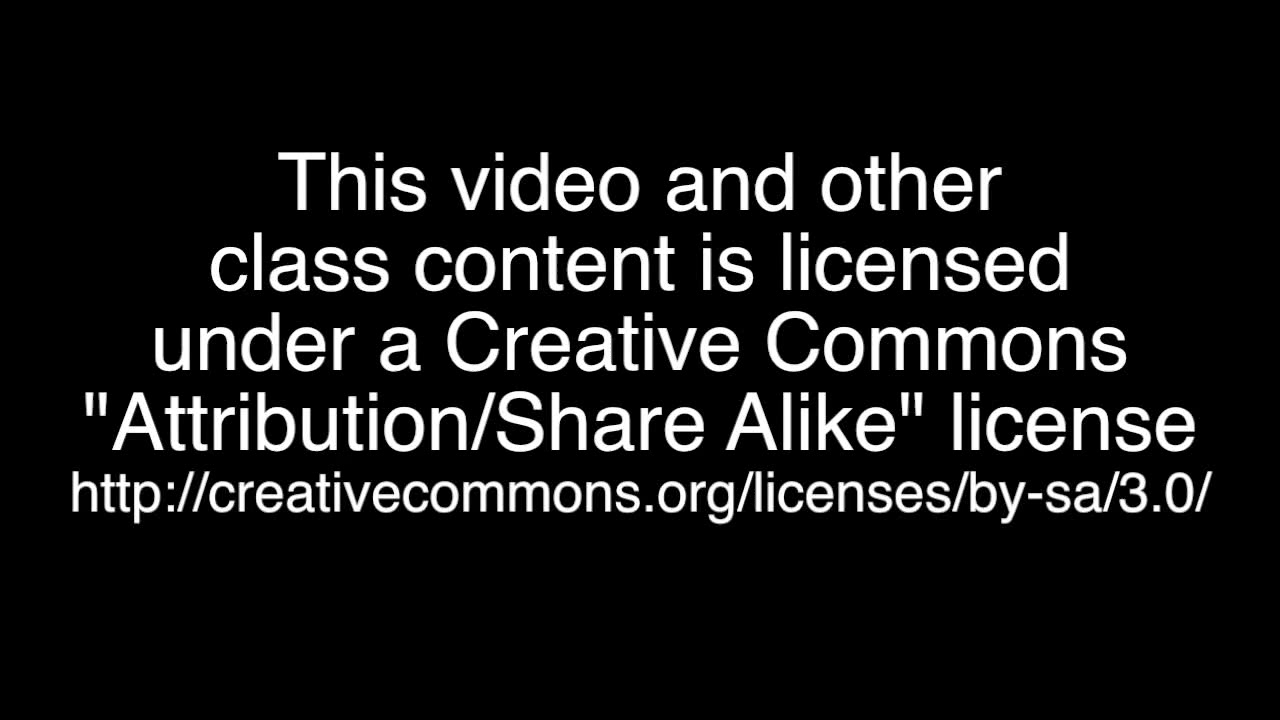 This video and other
class content is licensed
under a Creative Commons
"Attribution/Share Alike" license
http://creativecommons.org/licenses/by-sa/3.0/